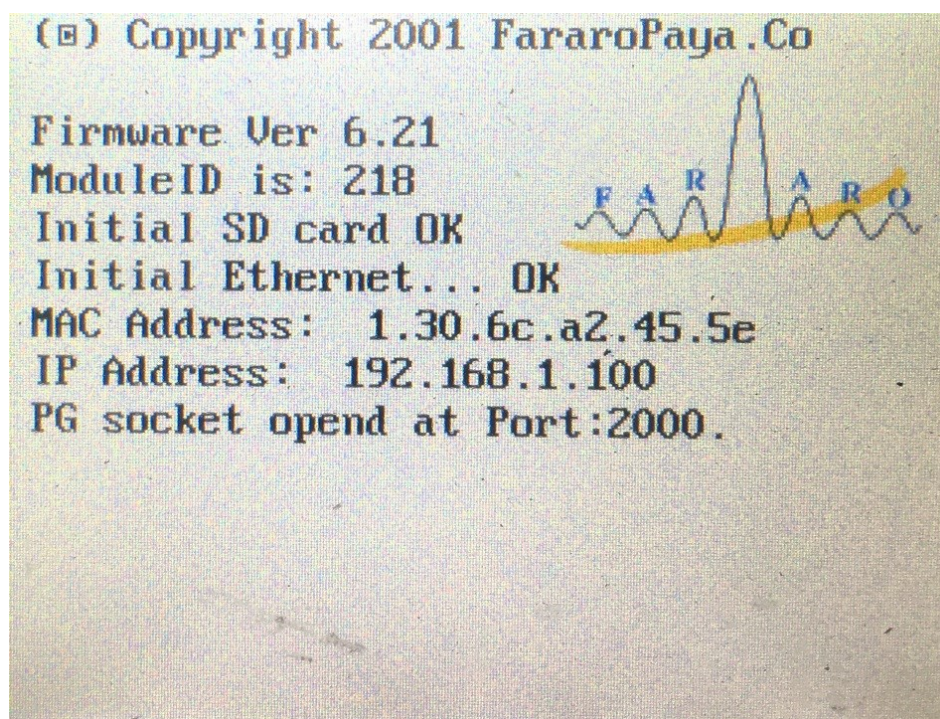 (c) Copyright 2001 FararoPaya.Co
Firmware Ver 6.21
ModuleID is: 218
Initial SD card OK
Initial Ethernet... OK
MAC Address: 1.30.6c.a2.45.5e
IP Address: 192.168.1.100
PG socket opend at Port:2000.
F A R A R O